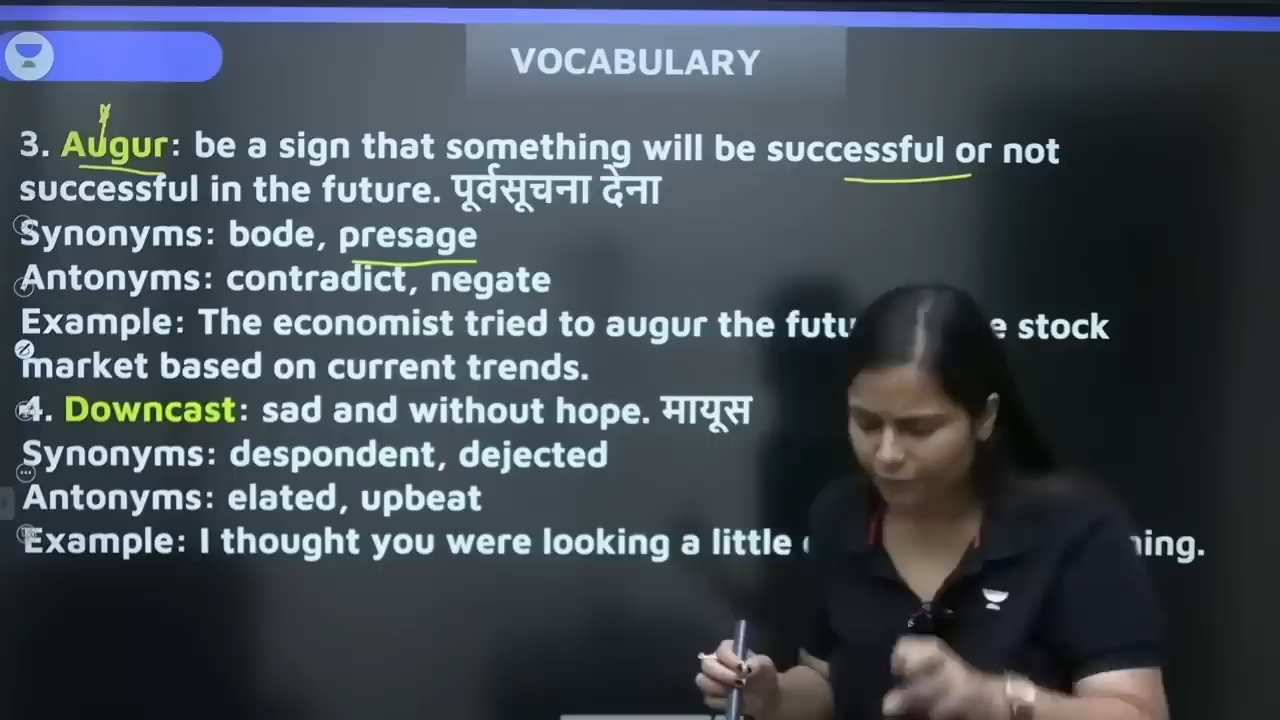 VOCABULARY
3. Augur: be a sign that something will be successful or not
successful in the future. पूर्वसूचना देना
Synonyms: bode, presage
Antonyms: contradict, negate
Example: The economist tried to augur the stock
market based on current trends.
4. Downcast: sad and without hope. मायूस
Synonyms: despondent, dejected
Antonyms: elated, upbeat
Example: I thought you were looking a little